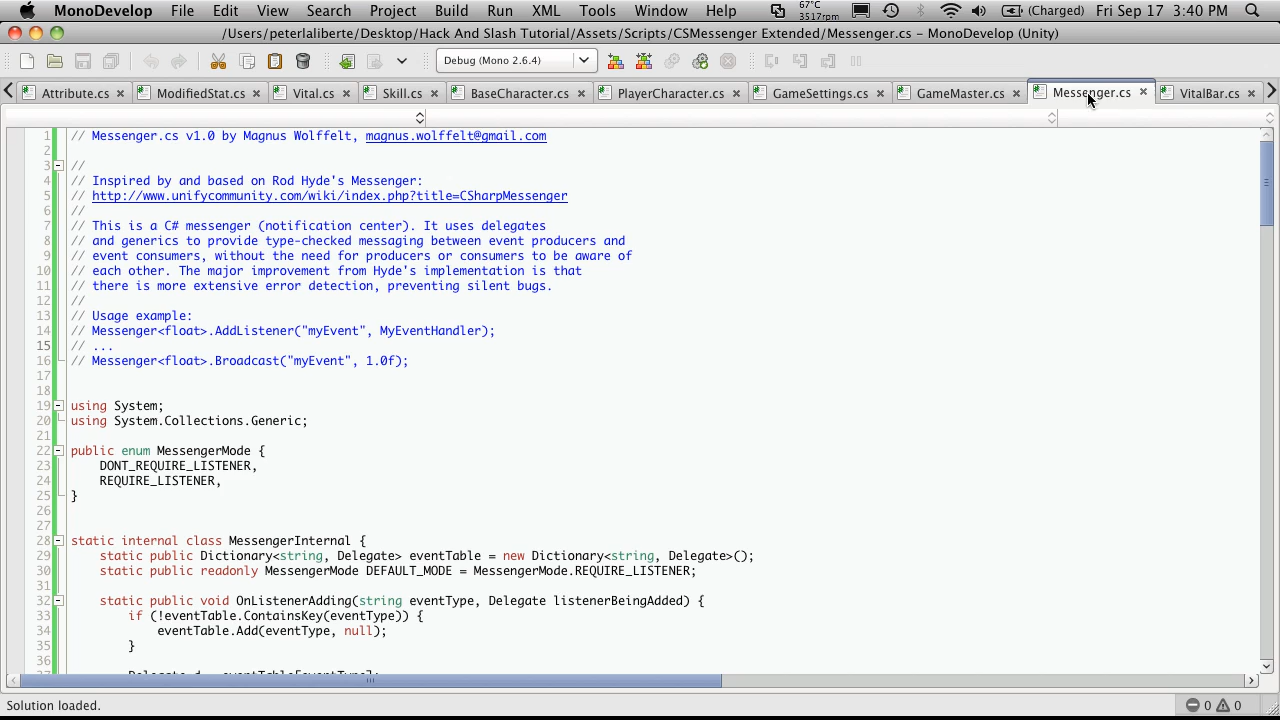 MonoDevelop File Edit View Search Project Build Run XML Tools Window Help 67°C 3517rpm (Charged) Fri Sep 17 3:40 PM
/Users/peterlaliberte/Desktop/Hack And Slash Tutorial/Assets/Scripts/CSMessenger Extended/Messenger.cs – MonoDevelop (Unity)
Debug (Mono 2.6.4)
Attribute.cs ModifiedStat.cs Vital.cs Skill.cs BaseCharacter.cs PlayerCharacter.cs GameSettings.cs GameMaster.cs Messenger.cs VitalBar.cs
1 // Messenger.cs v1.0 by Magnus Wolffelt, magnus.wolffelt@gmail.com
2
3 //
4 // Inspired by and based on Rod Hyde's Messenger:
5 // http://www.unifycommunity.com/wiki/index.php?title=CSharpMessenger
6 //
7 // This is a C# messenger (notification center). It uses delegates
8 // and generics to provide type-checked messaging between event producers and
9 // event consumers, without the need for producers or consumers to be aware of
10 // each other. The major improvement from Hyde's implementation is that
11 // there is more extensive error detection, preventing silent bugs.
12 //
13 // Usage example:
14 // Messenger<float>.AddListener("myEvent", MyEventHandler);
15 // ...
16 // Messenger<float>.Broadcast("myEvent", 1.0f);
17
18
19 using System;
20 using System.Collections.Generic;
21
22 public enum MessengerMode {
23 DONT_REQUIRE_LISTENER,
24 REQUIRE_LISTENER,
25 }
26
27
28 static internal class MessengerInternal {
29 static public Dictionary<string, Delegate> eventTable = new Dictionary<string, Delegate>();
30 static public readonly MessengerMode DEFAULT_MODE = MessengerMode.REQUIRE_LISTENER;
31
32 static public void OnListenerAdding(string eventType, Delegate listenerBeingAdded) {
33 if (!eventTable.ContainsKey(eventType)) {
34 eventTable.Add(eventType, null);
35 }
36
37 Delegate d = eventTable[eventType];
Solution loaded. 0 0